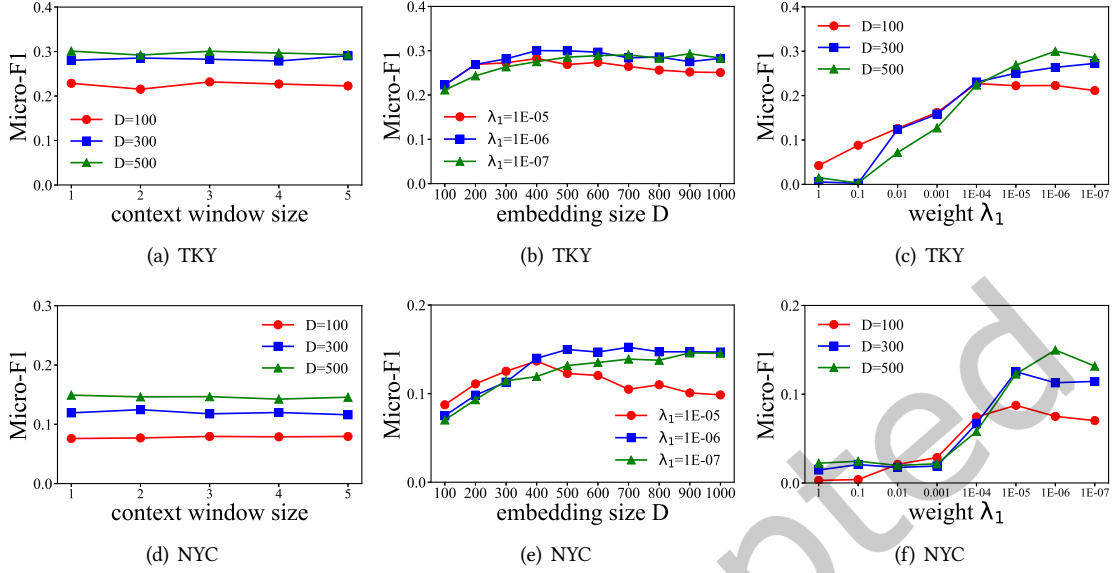 0.4
0.3
0.2
0.1
0.0
Micro-F1
D=100
D=300
D=500
1 2 3 4 5
context window size
(a) TKY
0.4
0.3
0.2
0.1
0.0
Micro-F1
λ1=1E-05
λ1=1E-06
λ1=1E-07
100 200 300 400 500 600 700 800 900 1000
embedding size D
(b) TKY
0.4
0.3
0.2
0.1
0.0
Micro-F1
D=100
D=300
D=500
1 0.1 0.01 0.001 1E-04 1E-05 1E-06 1E-07
weight λ1
(c) TKY
0.3
0.2
0.1
0.0
Micro-F1
D=100
D=300
D=500
1 2 3 4 5
context window size
(d) NYC
0.2
0.1
0.0
Micro-F1
λ1=1E-05
λ1=1E-06
λ1=1E-07
100 200 300 400 500 600 700 800 900 1000
embedding size D
(e) NYC
0.2
0.1
0.0
Micro-F1
D=100
D=300
D=500
1 0.1 0.01 0.001 1E-04 1E-05 1E-06 1E-07
weight λ1
(f) NYC
pted